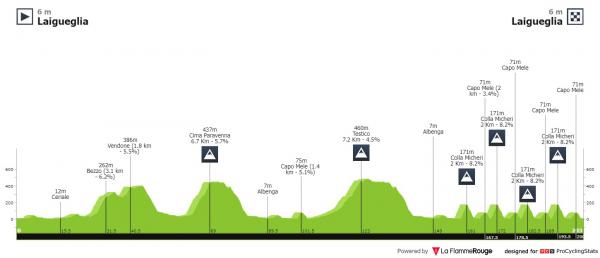 6 m
Laigueglia
6 m
Laigueglia
12m
Ceriale
262m
Bezzo (3.1 km
- 6.2%)
386m
Vendone (1.8 km
- 5.5%)
437m
Cima Paravenna
6.7 Km - 5.7%
7m
Albenga
75m
Capo Mele (1.4
km - 5.1%)
460m
Testico
7.2 Km - 4.5%
7m
Albenga
171m
Colla Micheri
2 Km - 8.2%
71m
Capo Mele (2
km - 3.4%)
171m
Colla Micheri
2 Km - 8.2%
71m
Capo Mele
171m
Colla Micheri
2 Km - 8.2%
71m
Capo Mele
171m
Colla Micheri
2 Km - 8.2%
71m
Capo Mele
600
400
200
0
600
400
200
0
Powered by La FlammeRouge designed for PCS ProCyclingStats